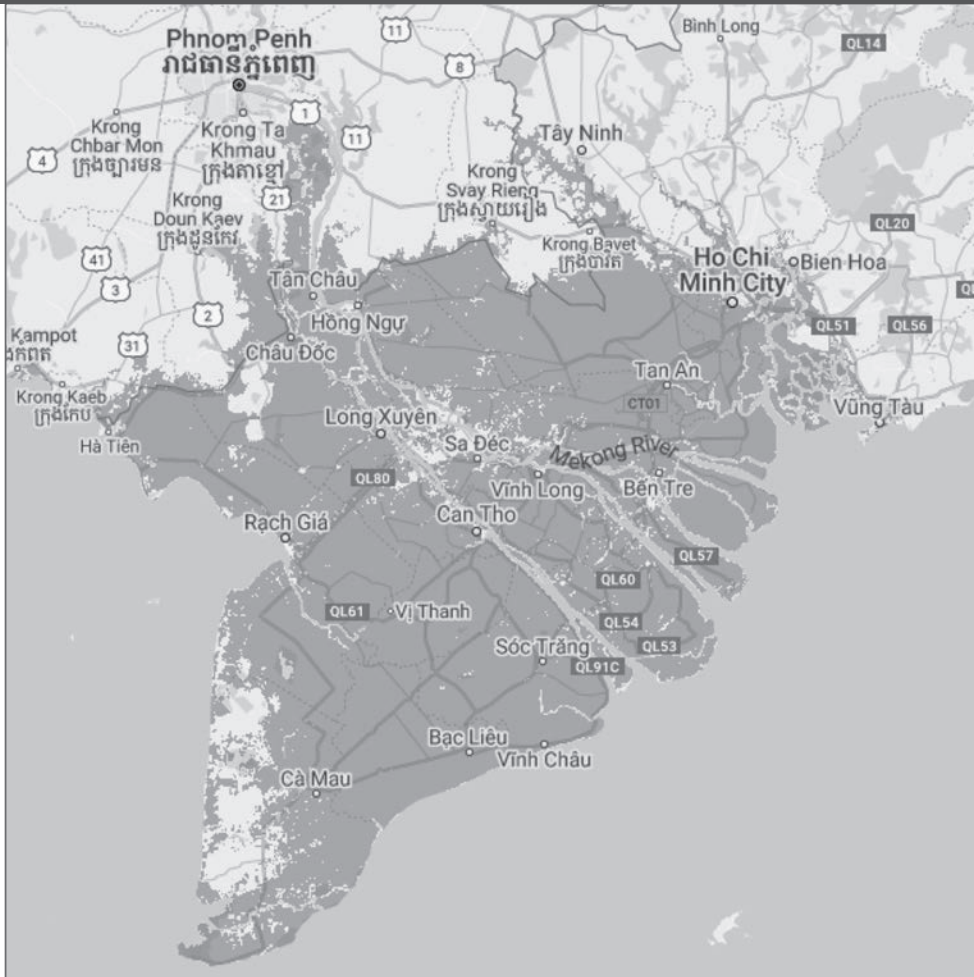 Phnom Penh
រាជធានីភ្នំពេញ
11
Bình Long
QL14
8
1
11
Krong
Chbar Mon
ក្រុងច្បារមន
4
Krong Ta
Khmau
ក្រុងតាខ្មៅ
Tây Ninh
21
Krong
Svay Rieng
ក្រុងស្វាយរៀង
Krong
Doun Kaev
ក្រុងដូនកែវ
QL20
Krong Bavet
ក្រុងបាវិត
Ho Chi
Minh City
Bien Hoa
41
3
Tân Châu
2
Hồng Ngự
QL51
QL56
Kampot
31
Châu Đốc
Tan An
Krong Kaeb
ក្រុងកែប
CT01
Vũng Tàu
Hà Tiên
Long Xuyên
Sa Đéc
Mekong River
QL80
Vĩnh Long
Bến Tre
Rạch Giá
Can Tho
QL57
QL60
QL61
Vị Thanh
QL54
QL53
Sóc Trăng
QL91C
Bạc Liêu
Vĩnh Châu
Cà Mau